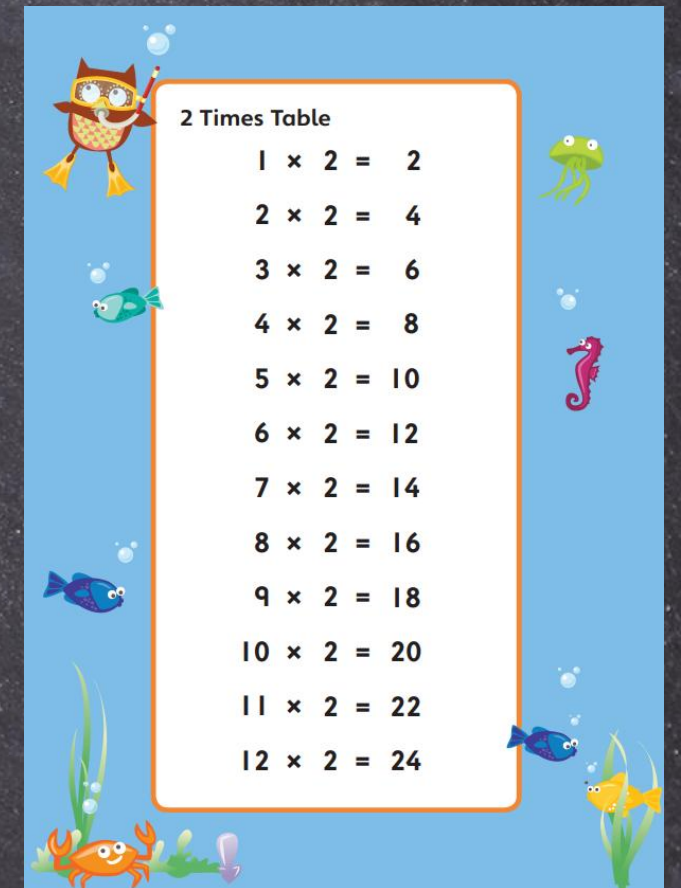 2 Times Table
1 × 2 = 2
2 × 2 = 4
3 × 2 = 6
4 × 2 = 8
5 × 2 = 10
6 × 2 = 12
7 × 2 = 14
8 × 2 = 16
9 × 2 = 18
10 × 2 = 20
11 × 2 = 22
12 × 2 = 24